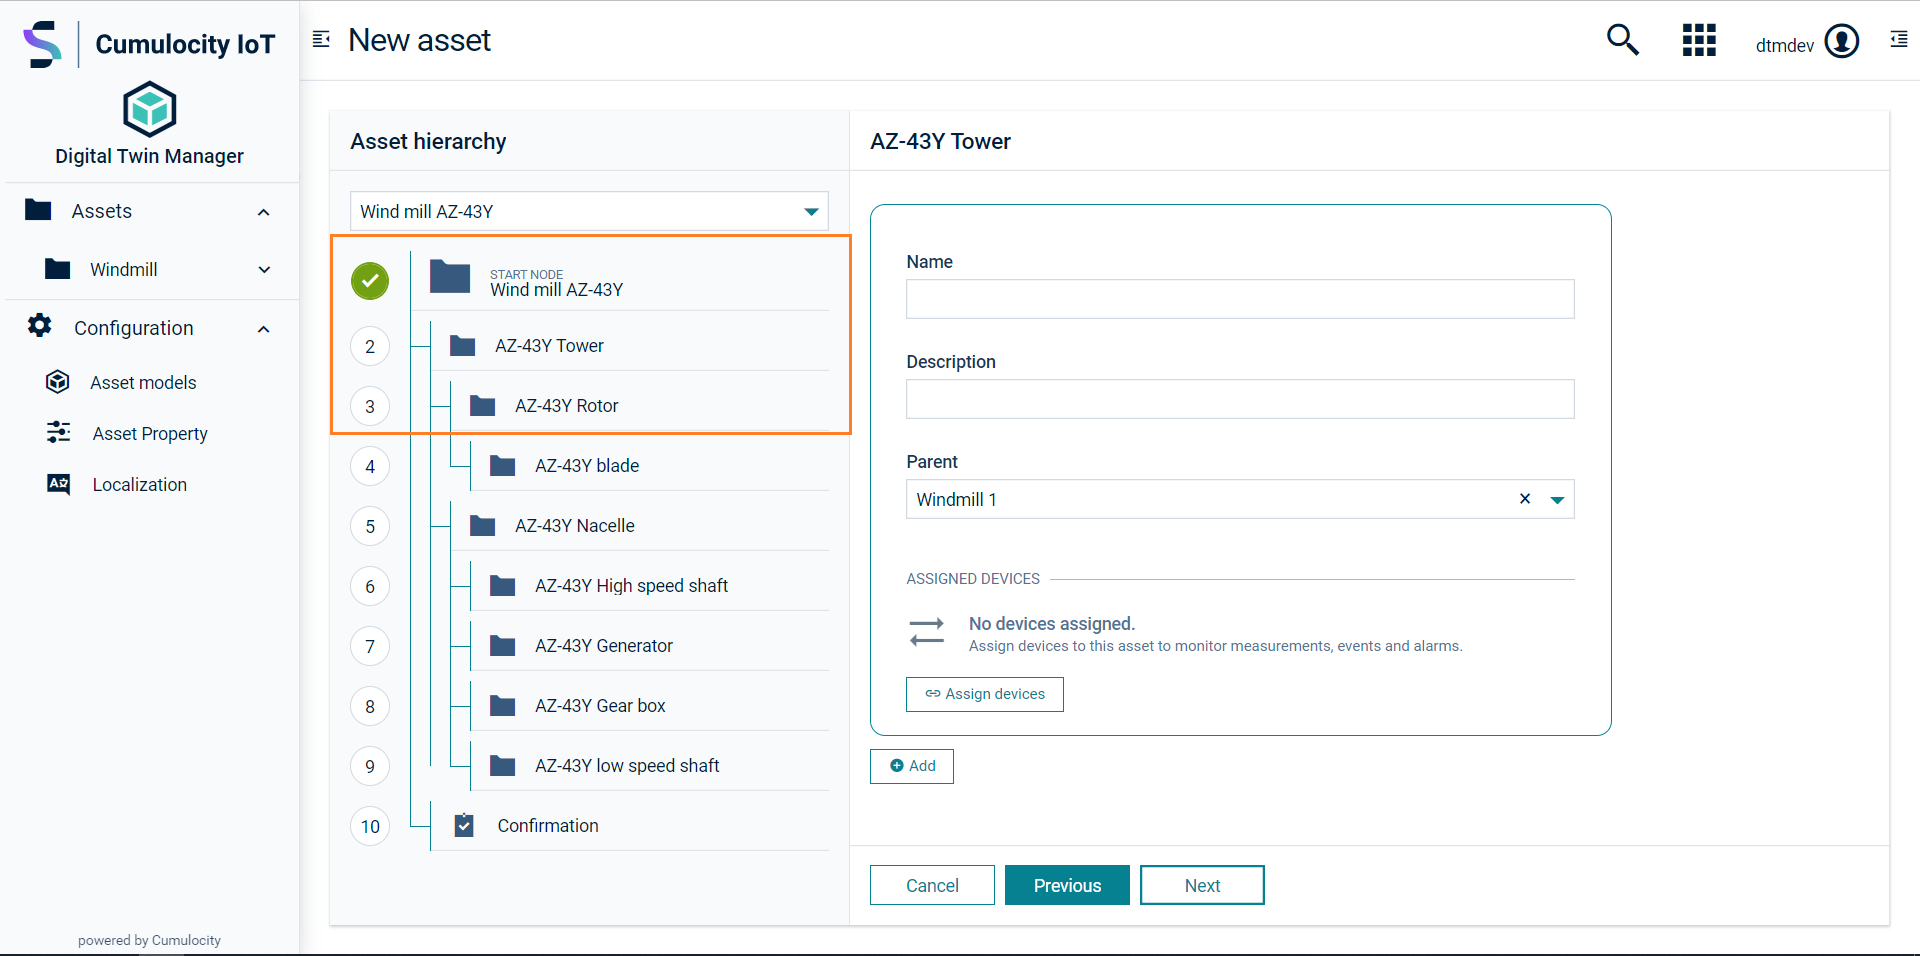 Cumulocity IoT
Digital Twin Manager
Assets
Windmill
Configuration
Asset models
Asset Property
Localization
powered by Cumulocity
New asset
dtmdev
Asset hierarchy
Wind mill AZ-43Y
START NODE
Wind mill AZ-43Y
2 AZ-43Y Tower
3 AZ-43Y Rotor
4 AZ-43Y blade
5 AZ-43Y Nacelle
6 AZ-43Y High speed shaft
7 AZ-43Y Generator
8 AZ-43Y Gear box
9 AZ-43Y low speed shaft
10 Confirmation
AZ-43Y Tower
Name
Description
Parent
Windmill 1
ASSIGNED DEVICES
No devices assigned.
Assign devices to this asset to monitor measurements, events and alarms.
Assign devices
Add
Cancel Previous Next